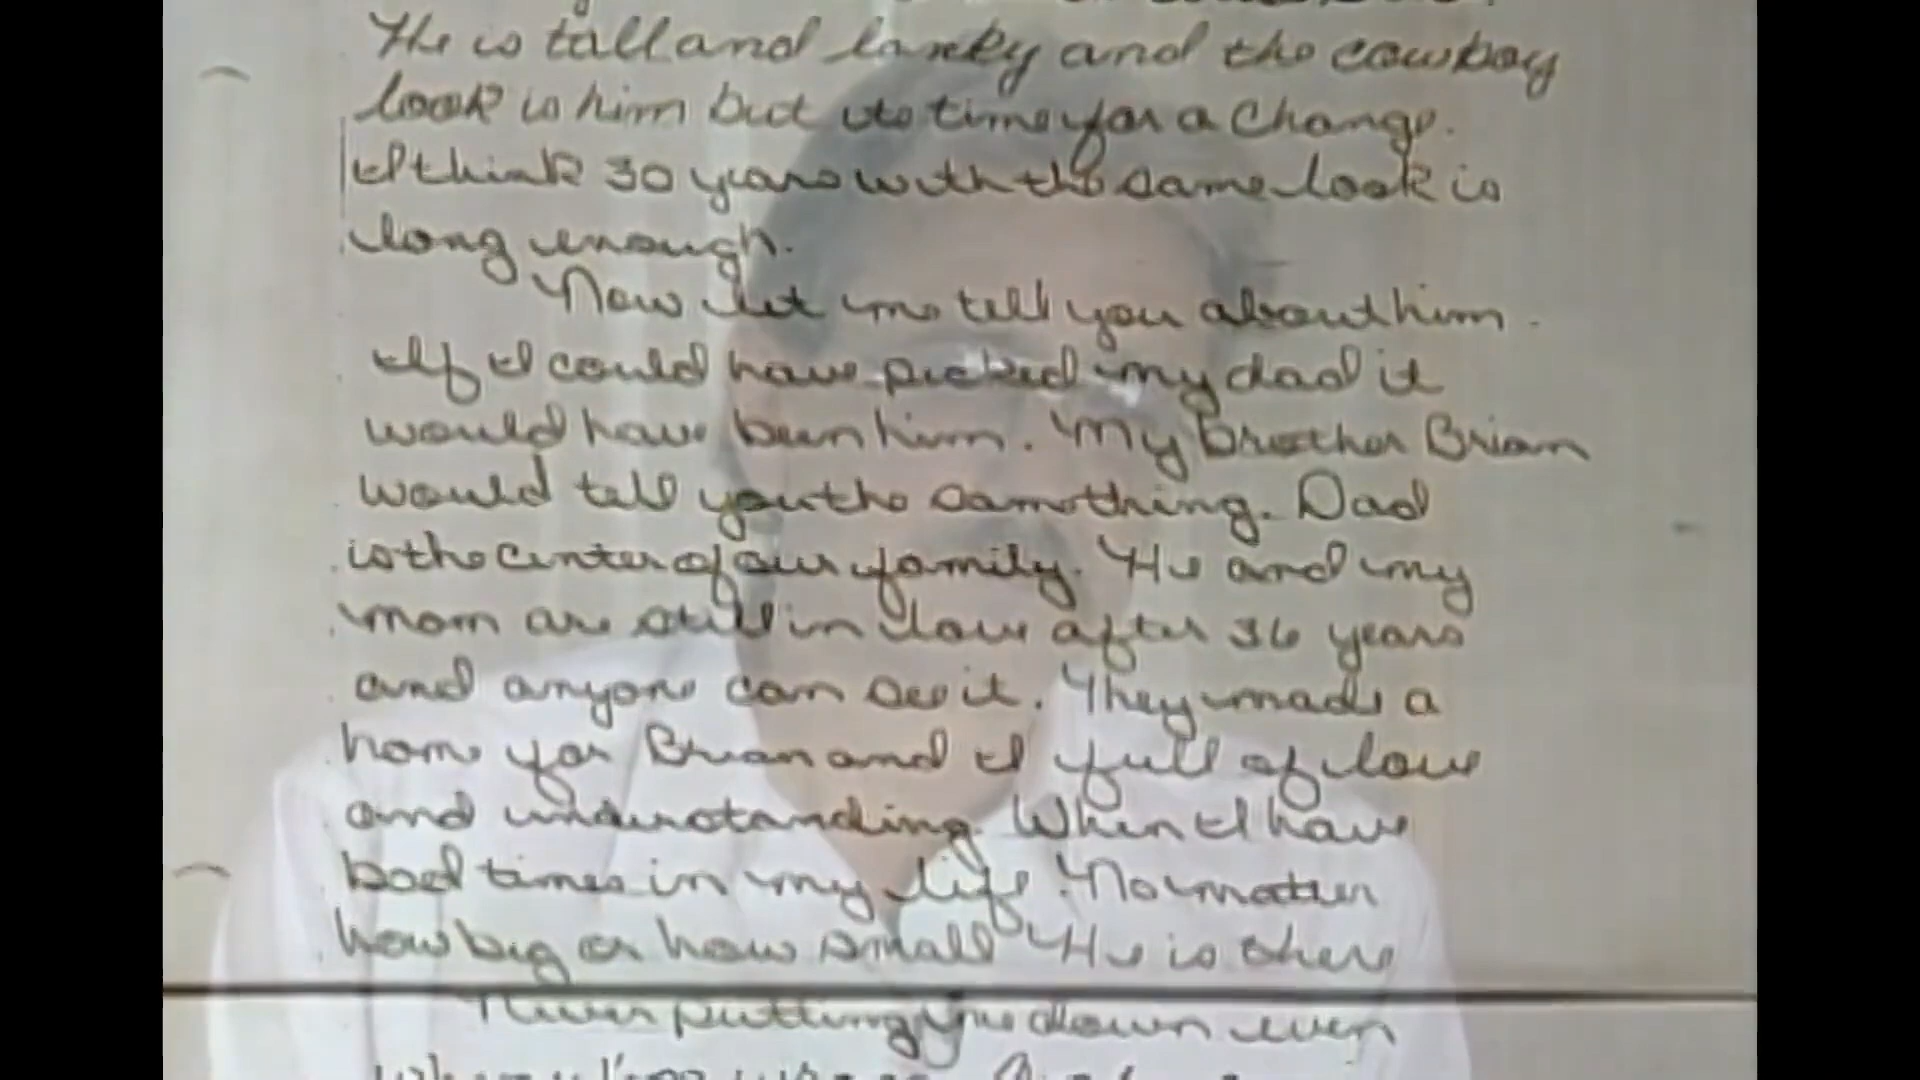 He is tall and lanky and the cowboy
look is him but its time for a change.
I think 30 years with the same look is
long enough.
Now let me tell you about him.
If I could have picked my dad it
would have been him. My brother Brian
would tell you the same thing. Dad
is the center of our family. He and my
mom are still in love after 36 years
and anyone can see it. They made a
home for Brian and I full of love
and understanding. When I have
bad times in my life. No matter
how big or how small He is there
Never putting me down even